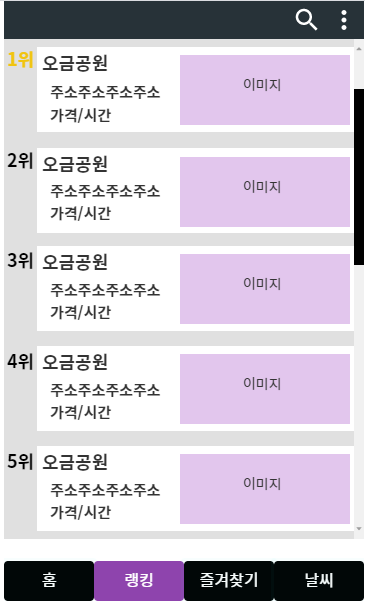 1위 오금공원
주소주소주소주소
가격/시간
이미지
2위 오금공원
주소주소주소주소
가격/시간
이미지
3위 오금공원
주소주소주소주소
가격/시간
이미지
4위 오금공원
주소주소주소주소
가격/시간
이미지
5위 오금공원
주소주소주소주소
가격/시간
이미지
홈 랭킹 즐겨찾기 날씨